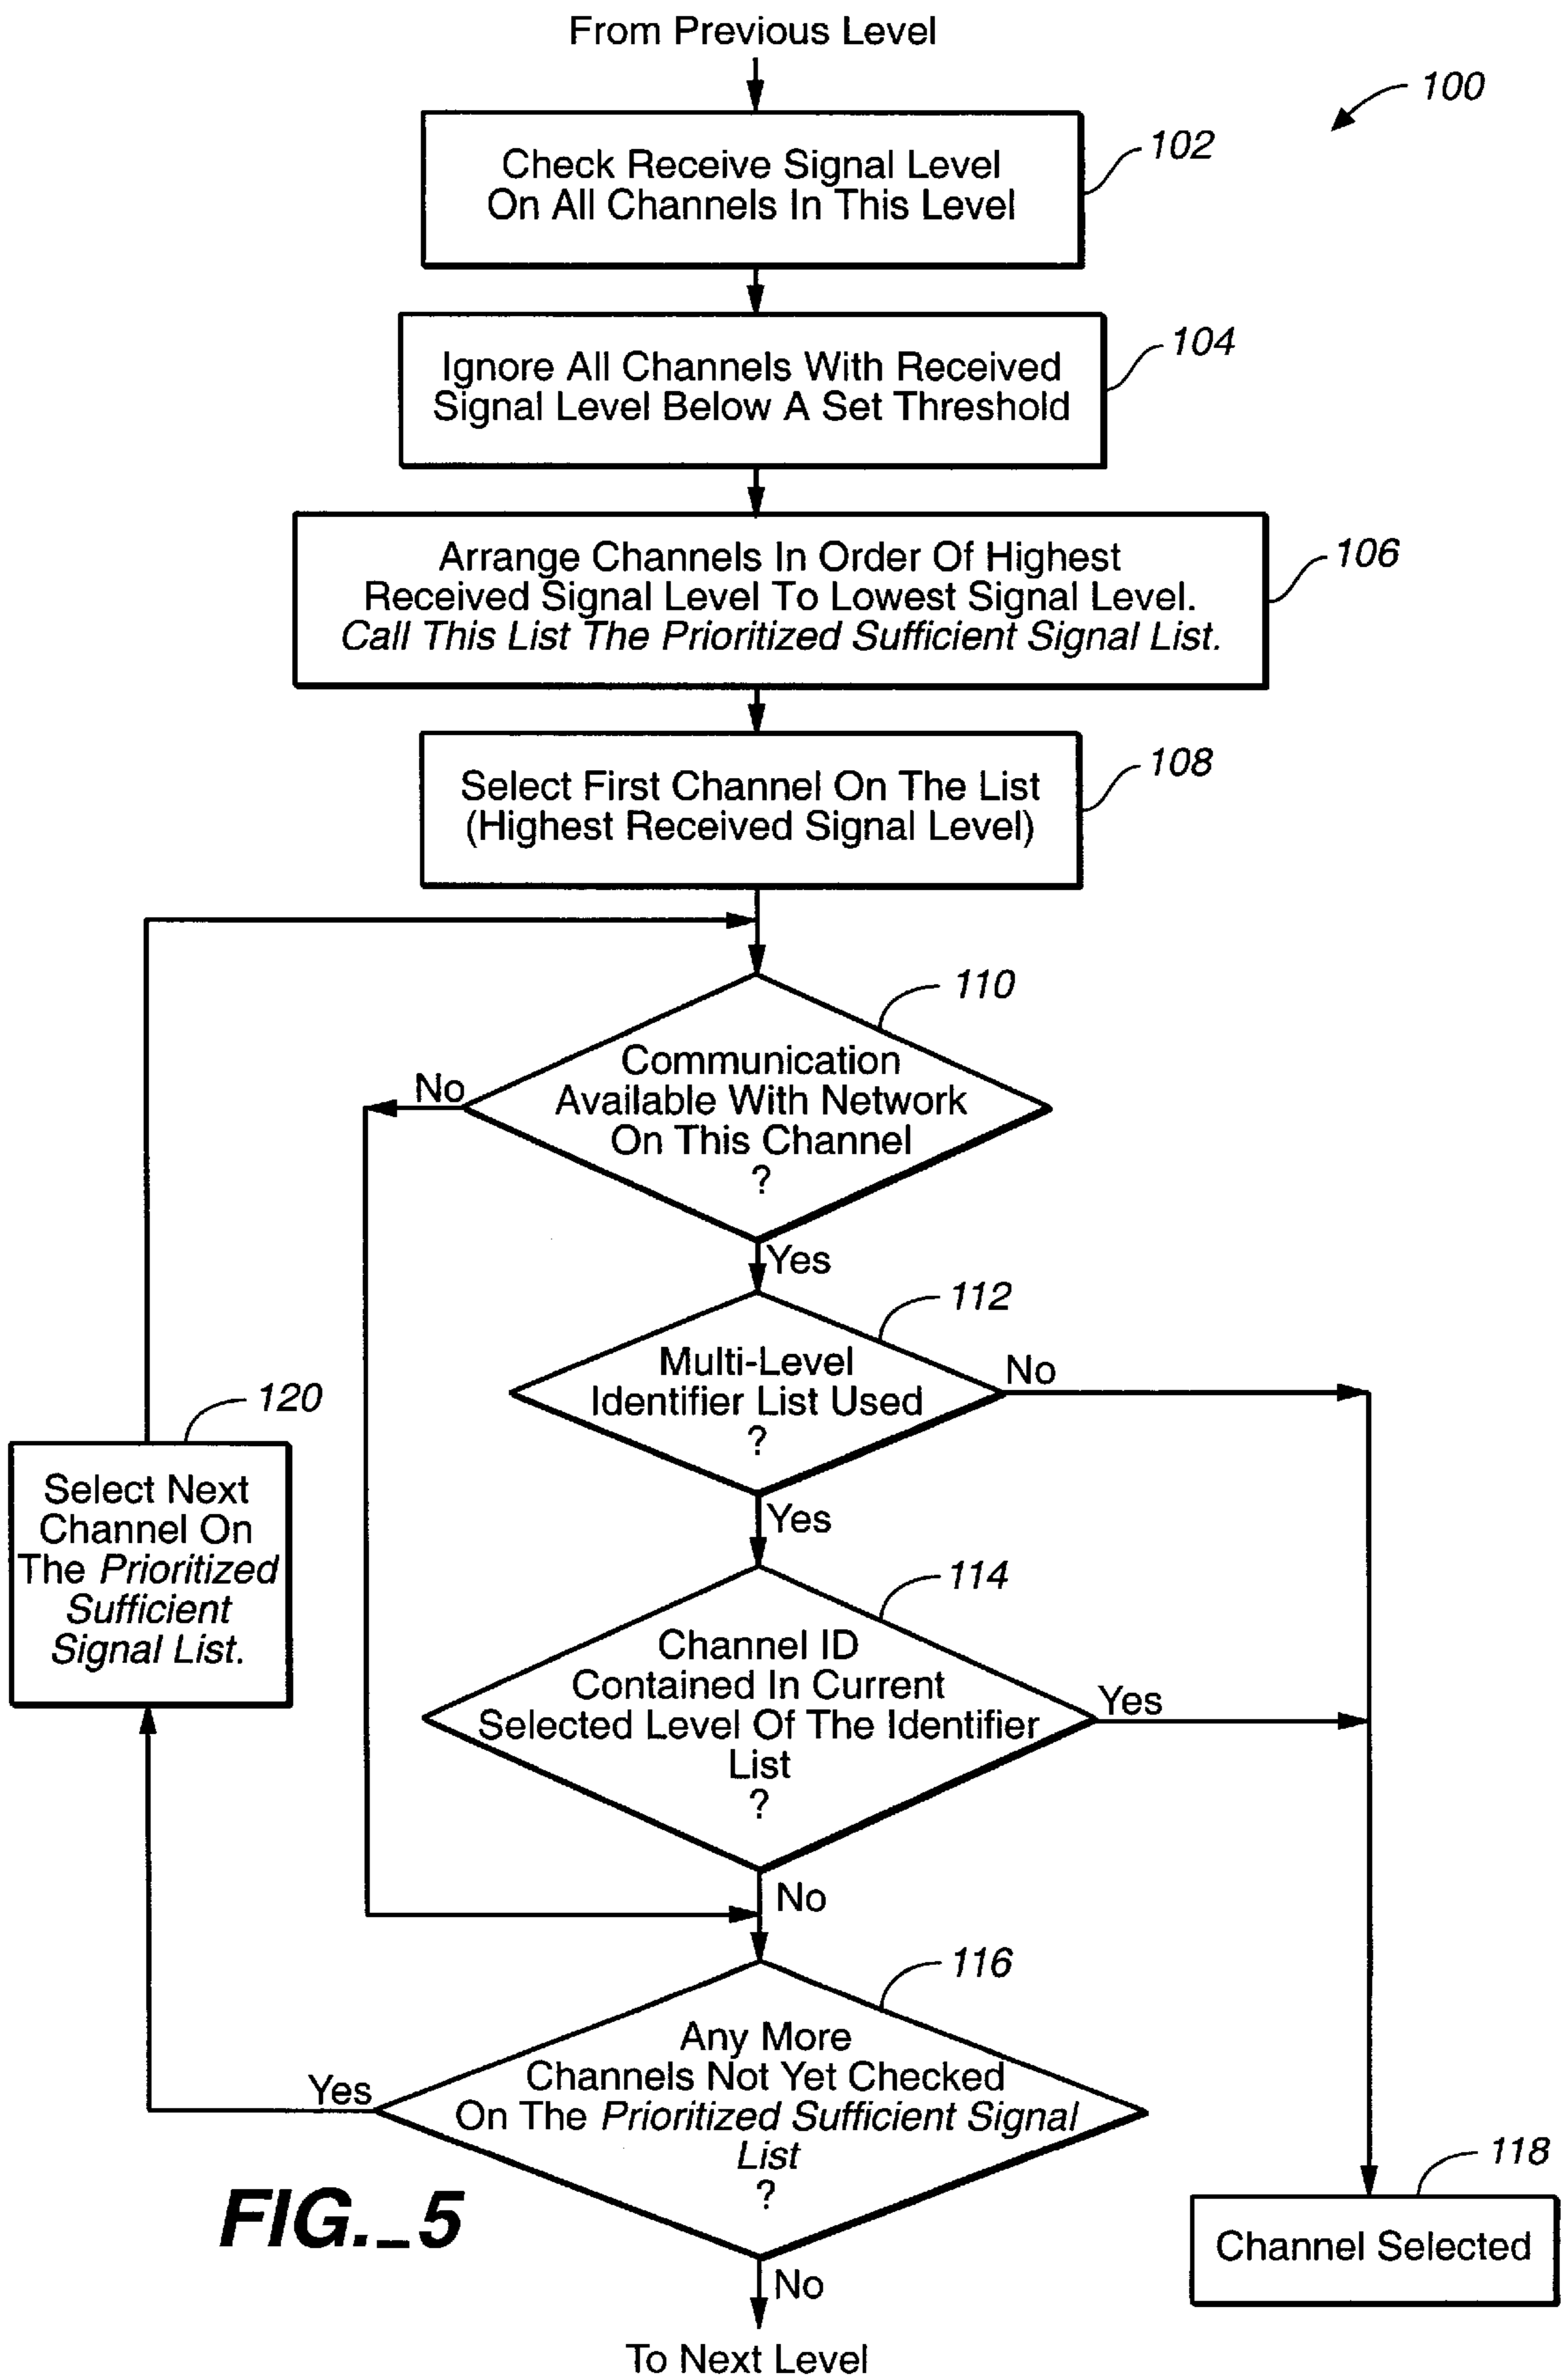 From Previous Level
100
Check Receive Signal Level
On All Channels In This Level
102
Ignore All Channels With Received
Signal Level Below A Set Threshold
104
Arrange Channels In Order Of Highest
Received Signal Level To Lowest Signal Level.
Call This List The Prioritized Sufficient Signal List.
106
Select First Channel On The List
(Highest Received Signal Level)
108
110
Communication
Available With Network
On This Channel
?
No
Yes
112
Multi-Level
Identifier List Used
?
No
Yes
120
Select Next
Channel On
The Prioritized
Sufficient
Signal List.
114
Channel ID
Contained In Current
Selected Level Of The Identifier
List
?
Yes
No
116
Any More
Channels Not Yet Checked
On The Prioritized Sufficient Signal
List
?
Yes
No
118
Channel Selected
FIG._5
To Next Level